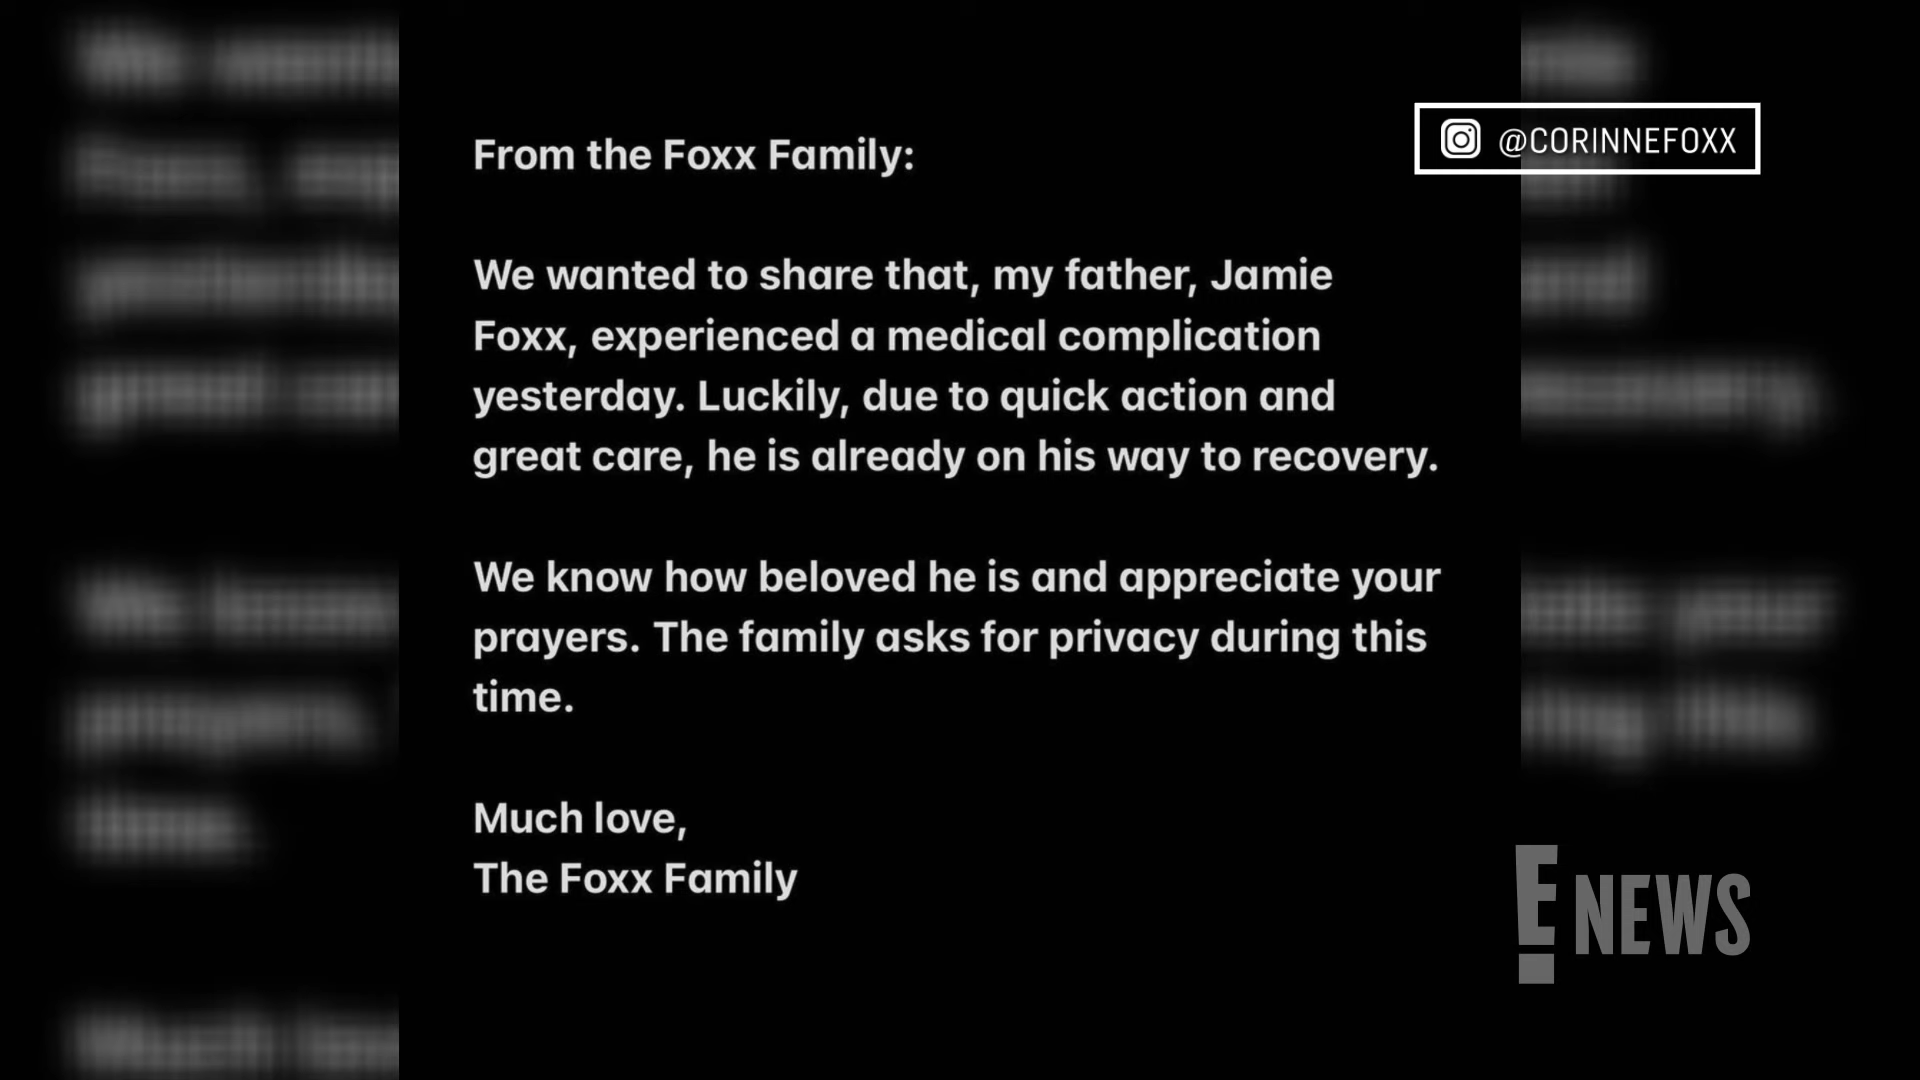 From the Foxx Family:
@CORINNEFOXX
We wanted to share that, my father, Jamie
Foxx, experienced a medical complication
yesterday. Luckily, due to quick action and
great care, he is already on his way to recovery.
We know how beloved he is and appreciate your
prayers. The family asks for privacy during this
time.
Much love,
The Foxx Family
E! NEWS